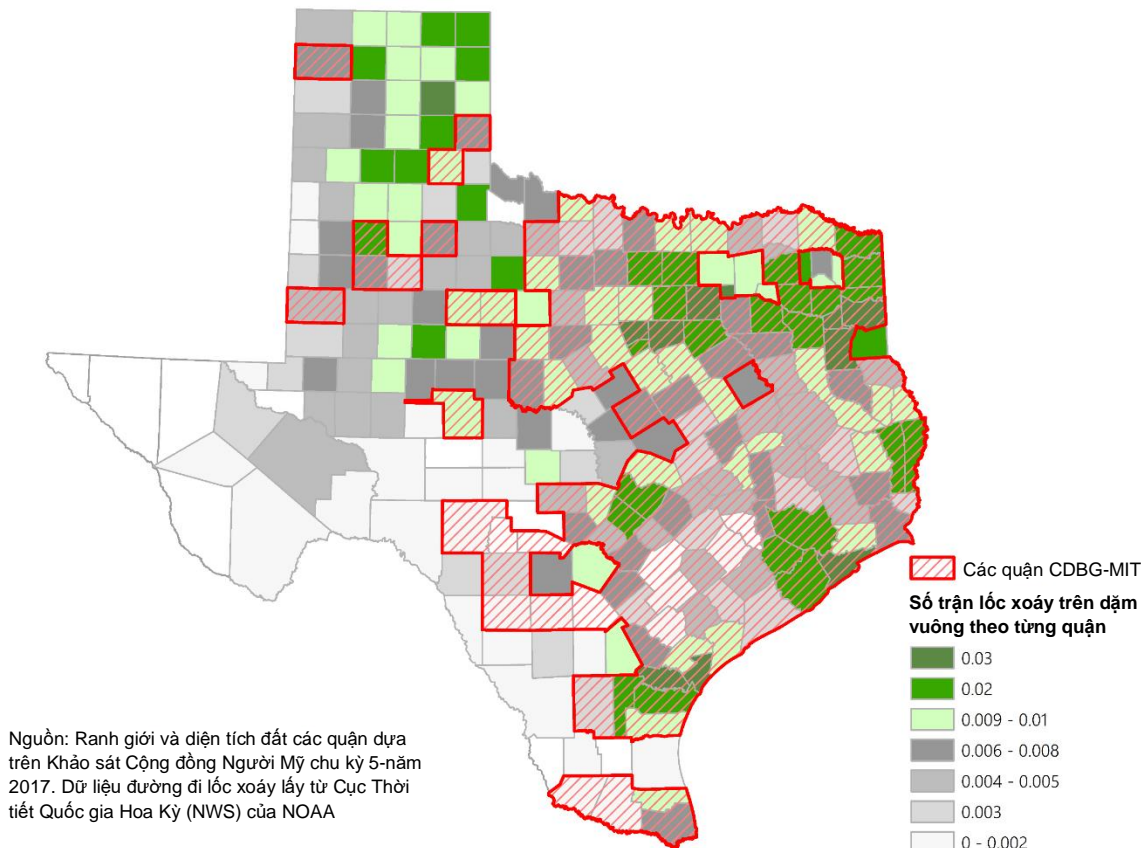 Các quận CDBG-MIT
Số trận lốc xoáy trên dặm
vuông theo từng quận
0.03
0.02
0.009 - 0.01
0.006 - 0.008
0.004 - 0.005
0.003
0 - 0.002
Nguồn: Ranh giới và diện tích đất các quận dựa
trên Khảo sát Cộng đồng Người Mỹ chu kỳ 5-năm
2017. Dữ liệu đường đi lốc xoáy lấy từ Cục Thời
tiết Quốc gia Hoa Kỳ (NWS) của NOAA